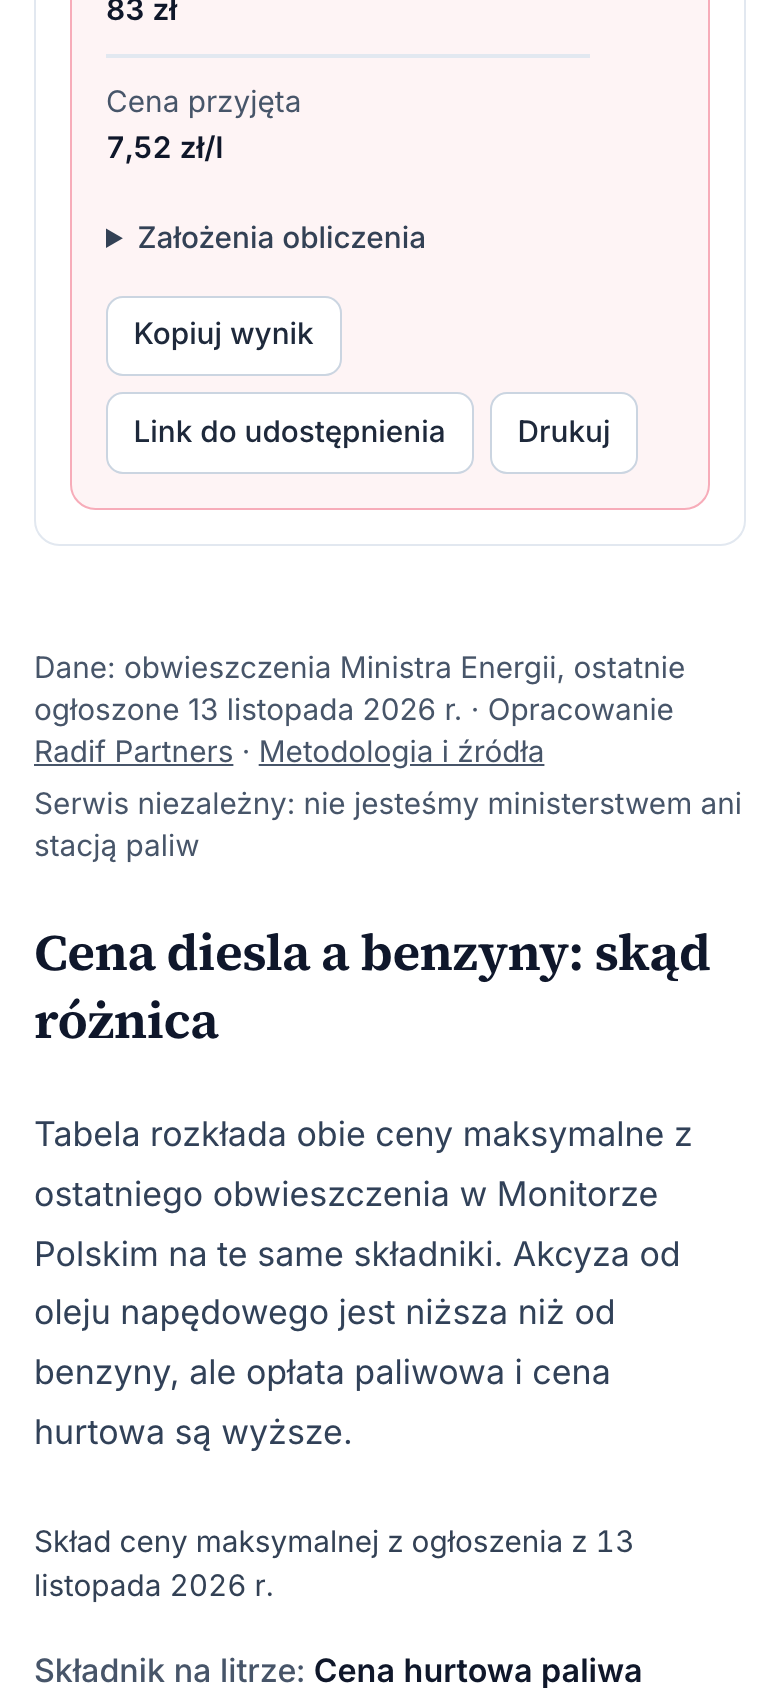 83 zł
Cena przyjęta
7,52 zł/l
Założenia obliczenia
Kopiuj wynik
Link do udostępnienia
Drukuj
Dane: obwieszczenia Ministra Energii, ostatnie
ogłoszone 13 listopada 2026 r. · Opracowanie
Radif Partners · Metodologia i źródła
Serwis niezależny: nie jesteśmy ministerstwem ani
stacją paliw
Cena diesla a benzyny: skąd
różnica
Tabela rozkłada obie ceny maksymalne z
ostatniego obwieszczenia w Monitorze
Polskim na te same składniki. Akcyza od
oleju napędowego jest niższa niż od
benzyny, ale opłata paliwowa i cena
hurtowa są wyższe.
Skład ceny maksymalnej z ogłoszenia z 13
listopada 2026 r.
Składnik na litrze: Cena hurtowa paliwa